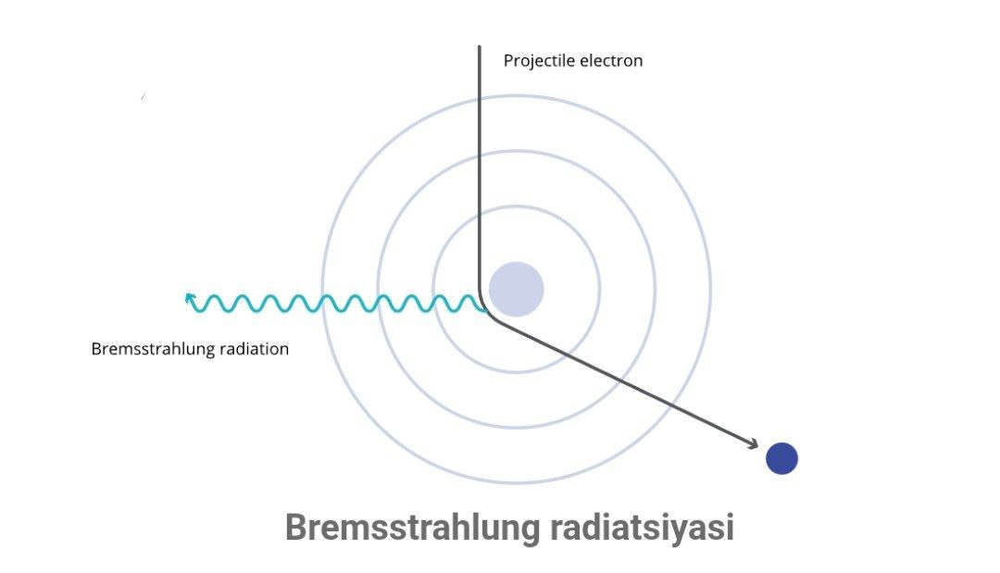 Projectile electron
Bremsstrahlung radiation
Bremsstrahlung radiatsiyasi